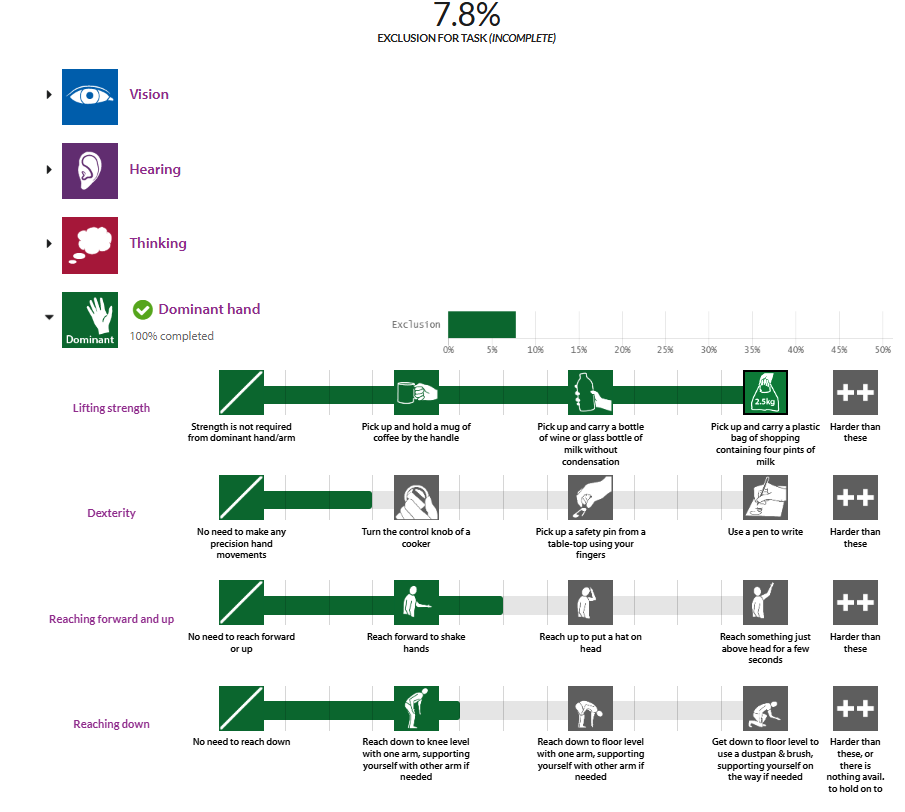 7.8%
EXCLUSION FOR TASK (INCOMPLETE)
Vision
Hearing
Thinking
Dominant
Dominant hand
100% completed
Exclusion
0% 5% 10% 15% 20% 25% 30% 35% 40% 45% 50%
Lifting strength
2.5kg
++
Strength is not required
from dominant hand/arm
Pick up and hold a mug of
coffee by the handle
Pick up and carry a bottle
of wine or glass bottle of
milk without
condensation
Pick up and carry a plastic
bag of shopping
containing four pints of
milk
Harder than
these
Dexterity
++
No need to make any
precision hand
movements
Turn the control knob of a
cooker
Pick up a safety pin from a
table-top using your
fingers
Use a pen to write
Harder than
these
Reaching forward and up
++
No need to reach forward
or up
Reach forward to shake
hands
Reach up to put a hat on
head
Reach something just
above head for a few
seconds
Harder than
these
Reaching down
++
No need to reach down
Reach down to knee level
with one arm, supporting
yourself with other arm if
needed
Reach down to floor level
with one arm, supporting
yourself with other arm if
needed
Get down to floor level to
use a dustpan & brush,
supporting yourself on
the way if needed
Harder than
these, or
there is
nothing avail.
to hold on to